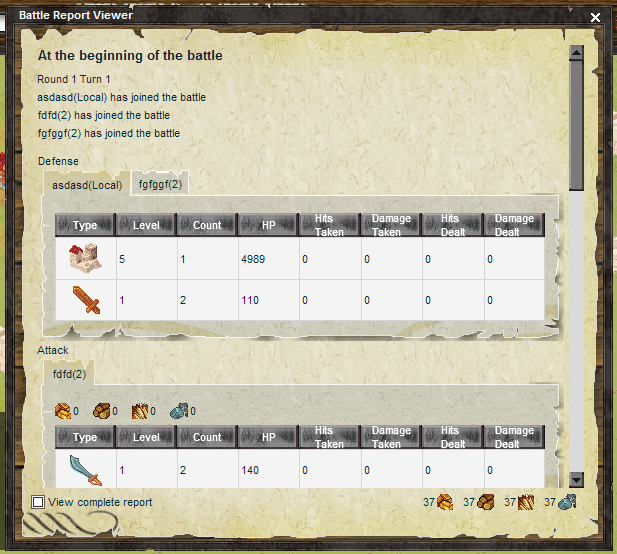 Battle Report Viewer
At the beginning of the battle
Round 1 Turn 1
asdasd(Local) has joined the battle
fdfd(2) has joined the battle
fgfggf(2) has joined the battle
Defense
asdasd(Local) fgfggf(2)
Type Level Count HP Hits Taken Damage Taken Hits Dealt Damage Dealt
5 1 4989 0 0 0 0
1 2 110 0 0 0 0
Attack
fdfd(2)
0 0 0 0
Type Level Count HP Hits Taken Damage Taken Hits Dealt Damage Dealt
1 2 140 0 0 0 0
View complete report 37 37 37 37